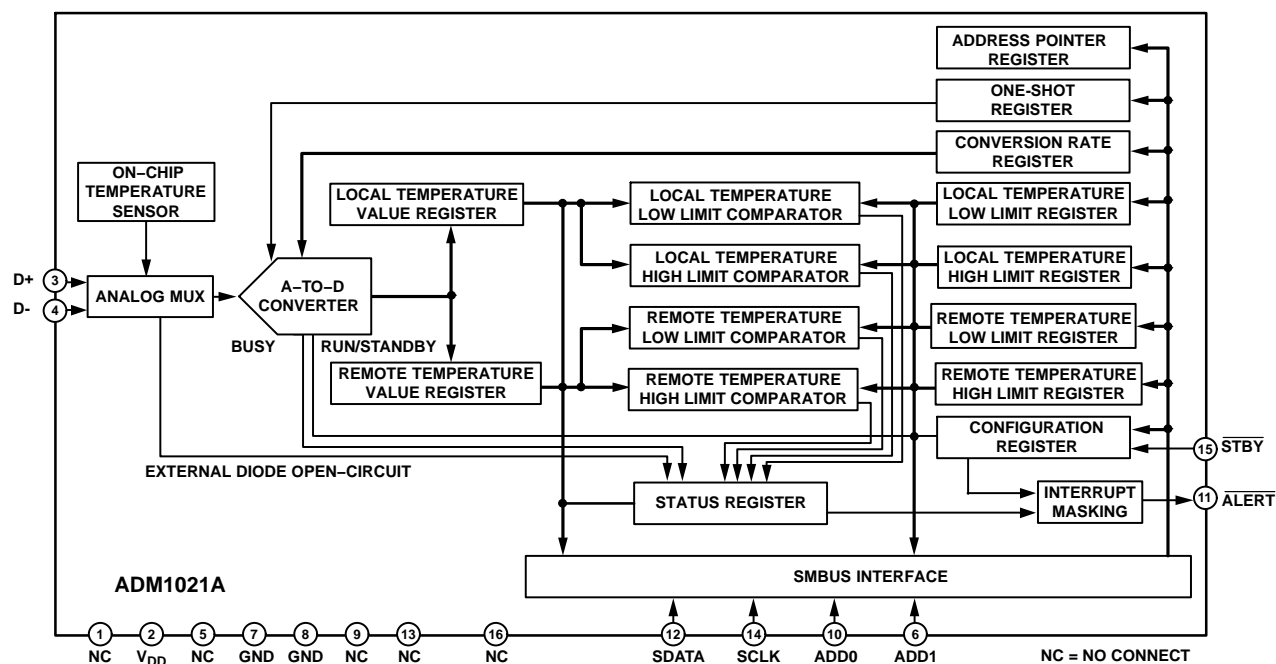 ADDRESS POINTER
REGISTER
ONE-SHOT
REGISTER
CONVERSION RATE
REGISTER
ON–CHIP
TEMPERATURE
SENSOR
LOCAL TEMPERATURE
VALUE REGISTER
LOCAL TEMPERATURE
LOW LIMIT COMPARATOR
LOCAL TEMPERATURE
LOW LIMIT REGISTER
D+
3
D-
4
ANALOG MUX
A–TO–D
CONVERTER
LOCAL TEMPERATURE
HIGH LIMIT COMPARATOR
LOCAL TEMPERATURE
HIGH LIMIT REGISTER
BUSY
RUN/STANDBY
REMOTE TEMPERATURE
LOW LIMIT COMPARATOR
REMOTE TEMPERATURE
LOW LIMIT REGISTER
REMOTE TEMPERATURE
VALUE REGISTER
REMOTE TEMPERATURE
HIGH LIMIT COMPARATOR
REMOTE TEMPERATURE
HIGH LIMIT REGISTER
CONFIGURATION
REGISTER
15
STBY
EXTERNAL DIODE OPEN–CIRCUIT
STATUS REGISTER
INTERRUPT
MASKING
11
ALERT
ADM1021A
SMBUS INTERFACE
1
2
5
7
8
9
13
16
12
14
10
6
NC
VDD
NC
GND
GND
NC
NC
NC
SDATA
SCLK
ADD0
ADD1
NC = NO CONNECT